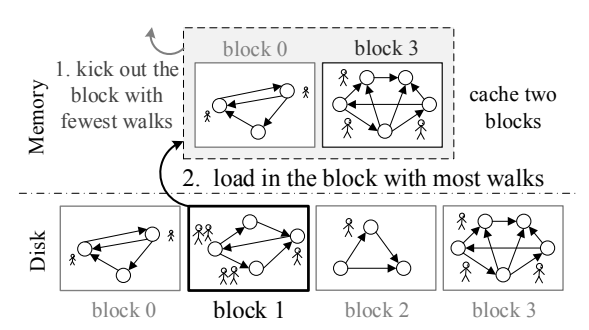 block 0
block 3
1. kick out the
block with
fewest walks
Memory
cache two
blocks
2. load in the block with most walks
Disk
block 0
block 1
block 2
block 3